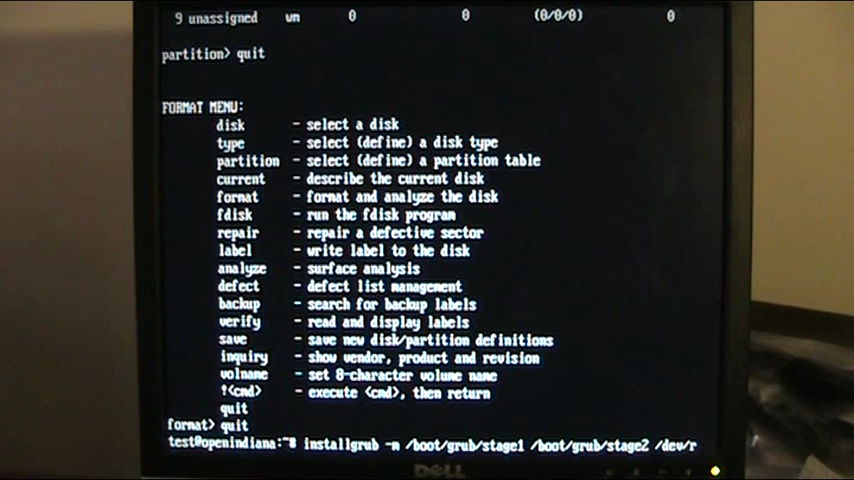 9 unassigned wm 0 0 (0/0/0) 0
partition> quit
FORMAT MENU:
disk - select a disk
type - select (define) a disk type
partition - select (define) a partition table
current - describe the current disk
format - format and analyze the disk
fdisk - run the fdisk program
repair - repair a defective sector
label - write label to the disk
analyze - surface analysis
defect - defect list management
backup - search for backup labels
verify - read and display labels
save - save new disk/partition definitions
inquiry - show vendor, product and revision
volname - set 8-character volume name
!<cmd> - execute <cmd>, then return
quit
format> quit
test@openindiana:~# installgrub -m /boot/grub/stage1 /boot/grub/stage2 /dev/r
DELL